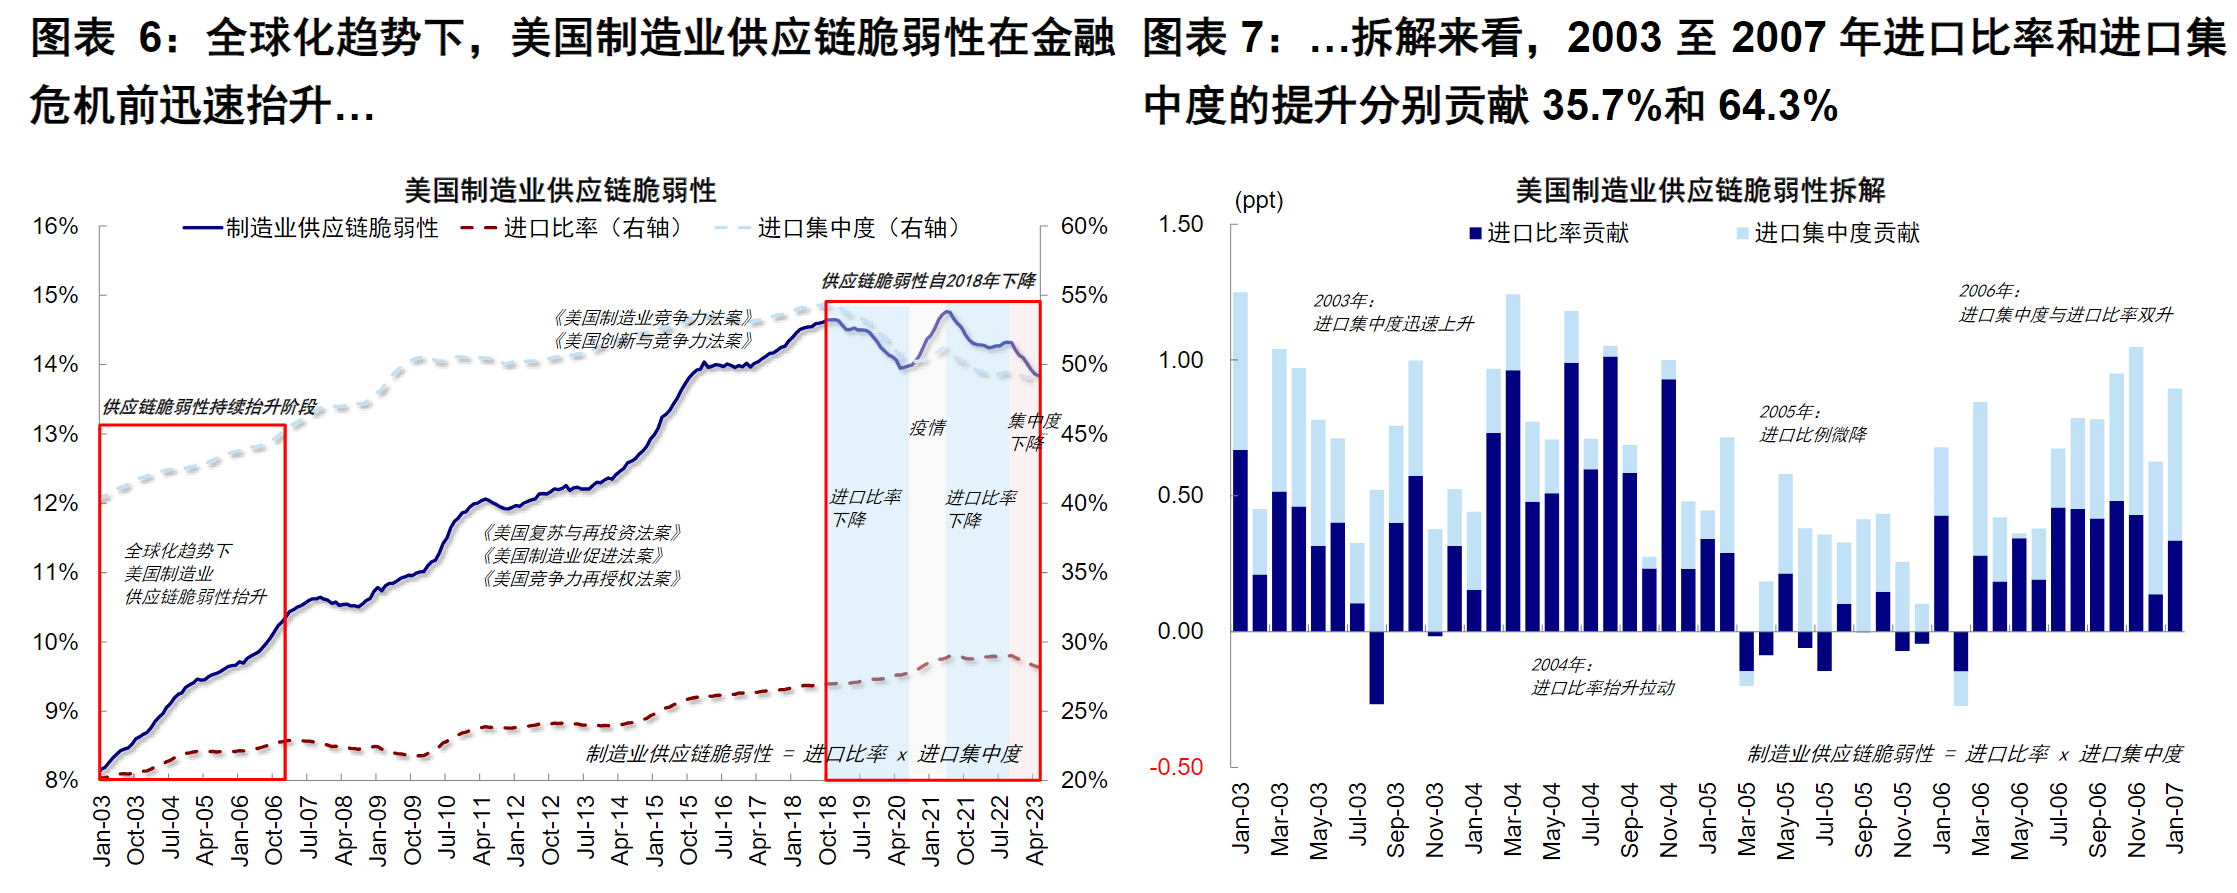 图表 6：全球化趋势下，美国制造业供应链脆弱性在金融
危机前迅速抬升…
美国制造业供应链脆弱性
制造业供应链脆弱性
进口比率（右轴）
进口集中度（右轴）
16%
15%
14%
13%
12%
11%
10%
9%
8%
60%
55%
50%
45%
40%
35%
30%
25%
20%
供应链脆弱性自2018年下降
《美国制造业竞争力法案》
《美国创新与竞争力法案》
供应链脆弱性持续抬升阶段
疫情
集中度
下降
进口比率
下降
进口比率
下降
《美国复苏与再投资法案》
《美国制造业促进法案》
《美国竞争力再授权法案》
全球化趋势下
美国制造业
供应链脆弱性抬升
制造业供应链脆弱性 = 进口比率 x 进口集中度
Jan-03
Oct-03
Jul-04
Apr-05
Jan-06
Oct-06
Jul-07
Apr-08
Jan-09
Oct-09
Jul-10
Apr-11
Jan-12
Oct-12
Jul-13
Apr-14
Jan-15
Oct-15
Jul-16
Apr-17
Jan-18
Oct-18
Jul-19
Apr-20
Jan-21
Oct-21
Jul-22
Apr-23
图表 7：…拆解来看，2003 至 2007 年进口比率和进口集
中度的提升分别贡献 35.7%和 64.3%
美国制造业供应链脆弱性拆解
(ppt)
进口比率贡献
进口集中度贡献
1.50
1.00
0.50
0.00
-0.50
2003年：
进口集中度迅速上升
2006年：
进口集中度与进口比率双升
2005年：
进口比例微降
2004年：
进口比率抬升拉动
制造业供应链脆弱性 = 进口比率 x 进口集中度
Jan-03
Mar-03
May-03
Jul-03
Sep-03
Nov-03
Jan-04
Mar-04
May-04
Jul-04
Sep-04
Nov-04
Jan-05
Mar-05
May-05
Jul-05
Sep-05
Nov-05
Jan-06
Mar-06
May-06
Jul-06
Sep-06
Nov-06
Jan-07